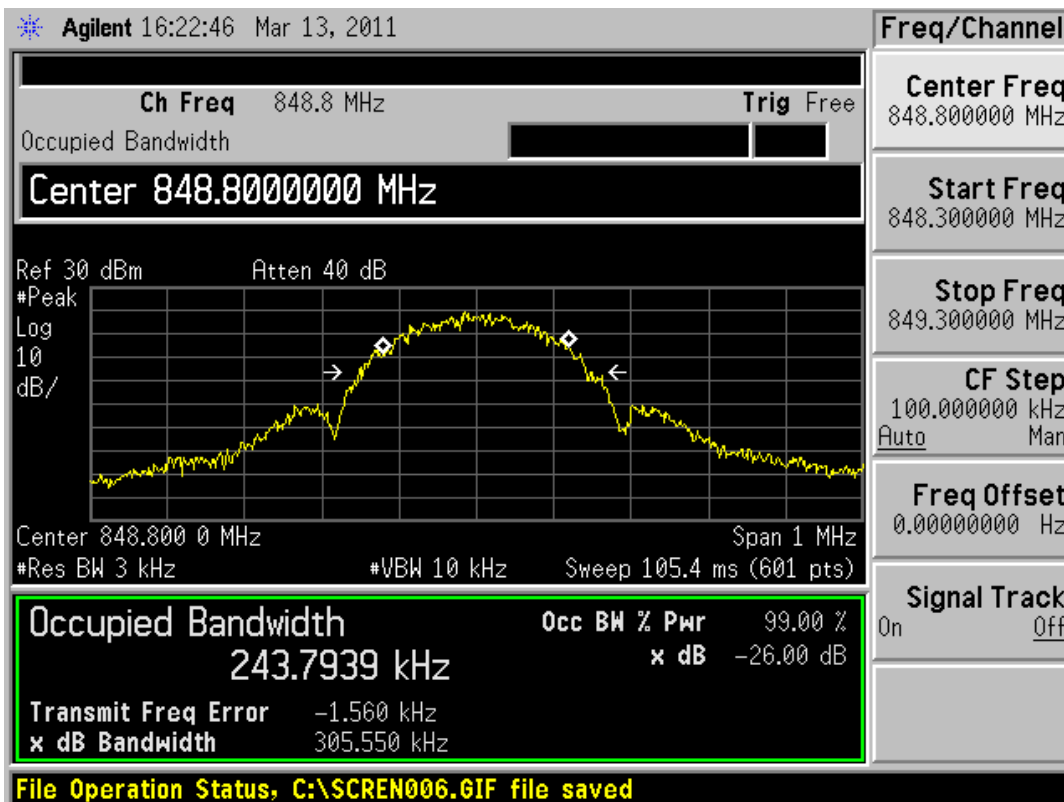 Agilent 16:22:46 Mar 13, 2011
Ch Freq 848.8 MHz Trig Free
Occupied Bandwidth
Center 848.8000000 MHz
Ref 30 dBm Atten 40 dB
#Peak
Log
10
dB/
Center 848.800 0 MHz Span 1 MHz
#Res BW 3 kHz #VBW 10 kHz Sweep 105.4 ms (601 pts)
Occupied Bandwidth
243.7939 kHz
Occ BW % Pwr 99.00 %
x dB -26.00 dB
Transmit Freq Error -1.560 kHz
x dB Bandwidth 305.550 kHz
File Operation Status, C:\SCREN006.GIF file saved
Freq/Channel
Center Freq
848.800000 MHz
Start Freq
848.300000 MHz
Stop Freq
849.300000 MHz
CF Step
100.000000 kHz
Auto Man
Freq Offset
0.00000000 Hz
Signal Track
On Off